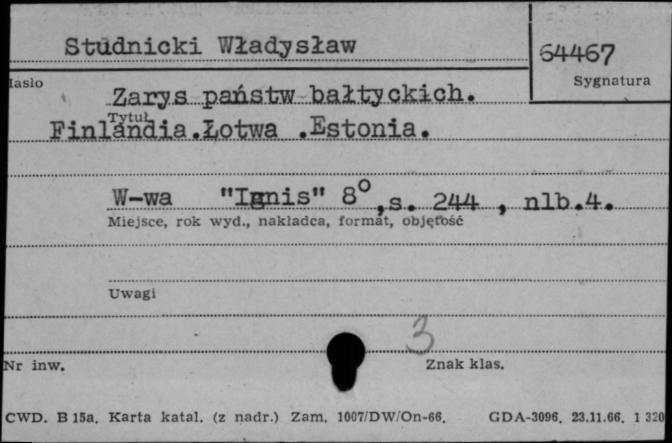 Studnicki Władysław
64467
Hasło
Sygnatura
Zarys państw bałtyckich.
Tytuł
Finlandia.Łotwa .Estonia.
W-wa "Ignis" 8⁰,s. 244 , nlb.4.
Miejsce, rok wyd., nakładca, format, objętość
Uwagi
3
Nr inw.
Znak klas.
CWD. B 15a. Karta katal. (z nadr.) Zam. 1007/DW/On-66. GDA-3096. 23.11.66. 1 320